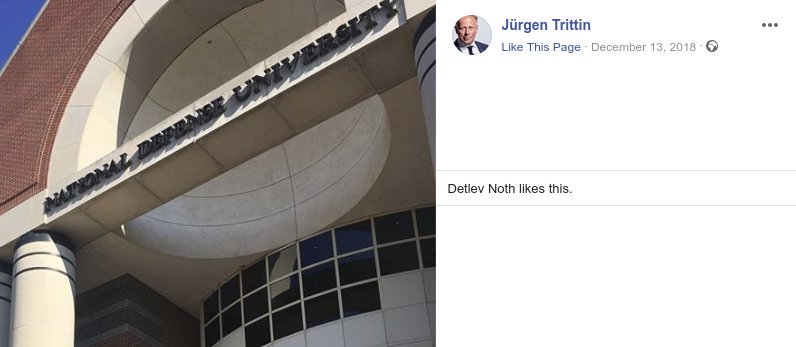 NATIONAL DEFENSE UNIVERSITY
Jürgen Trittin
Like This Page · December 13, 2018 ·
Detlev Noth likes this.